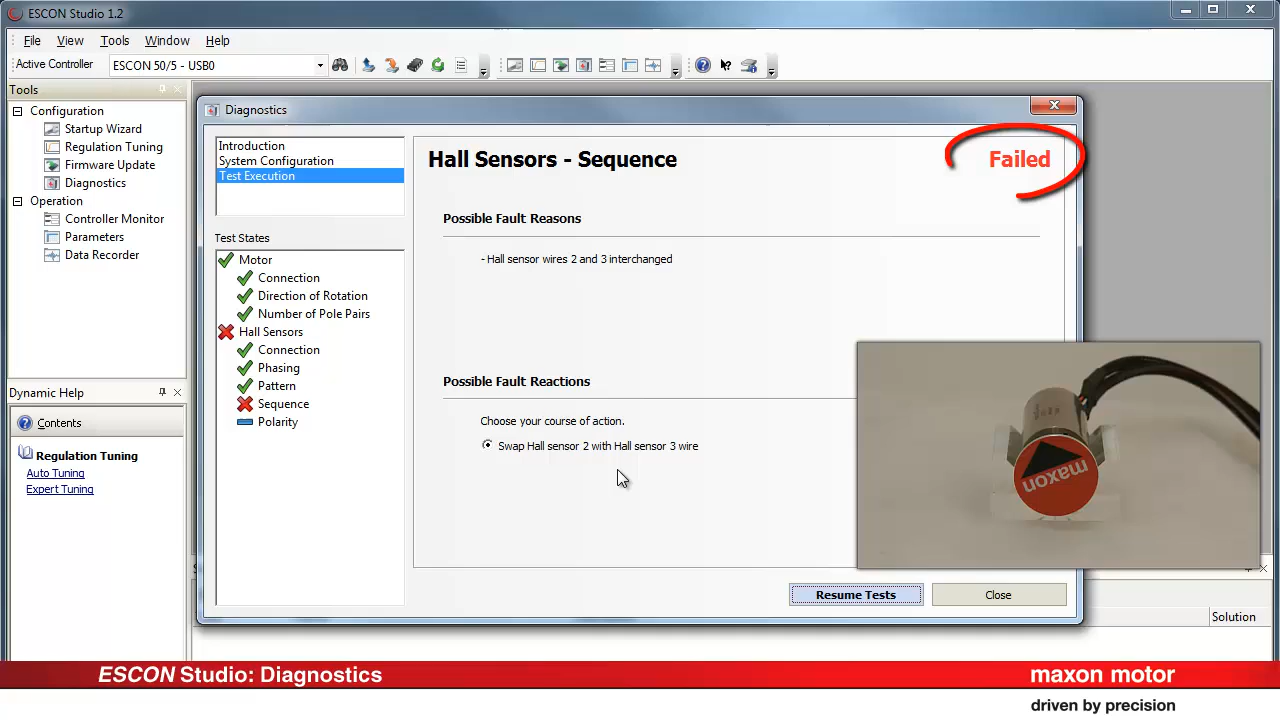 ESCON Studio 1.2
File View Tools Window Help
Active Controller ESCON 50/5 - USB0
Tools
Configuration
Startup Wizard
Regulation Tuning
Firmware Update
Diagnostics
Operation
Controller Monitor
Parameters
Data Recorder
Dynamic Help
Contents
Regulation Tuning
Auto Tuning
Expert Tuning
Diagnostics
Introduction
System Configuration
Test Execution
Test States
Motor
Connection
Direction of Rotation
Number of Pole Pairs
Hall Sensors
Connection
Phasing
Pattern
Sequence
Polarity
Hall Sensors - Sequence
Failed
Possible Fault Reasons
- Hall sensor wires 2 and 3 interchanged
Possible Fault Reactions
Choose your course of action.
Swap Hall sensor 2 with Hall sensor 3 wire
maxon
Resume Tests Close
Solution
ESCON Studio: Diagnostics
maxon motor
driven by precision